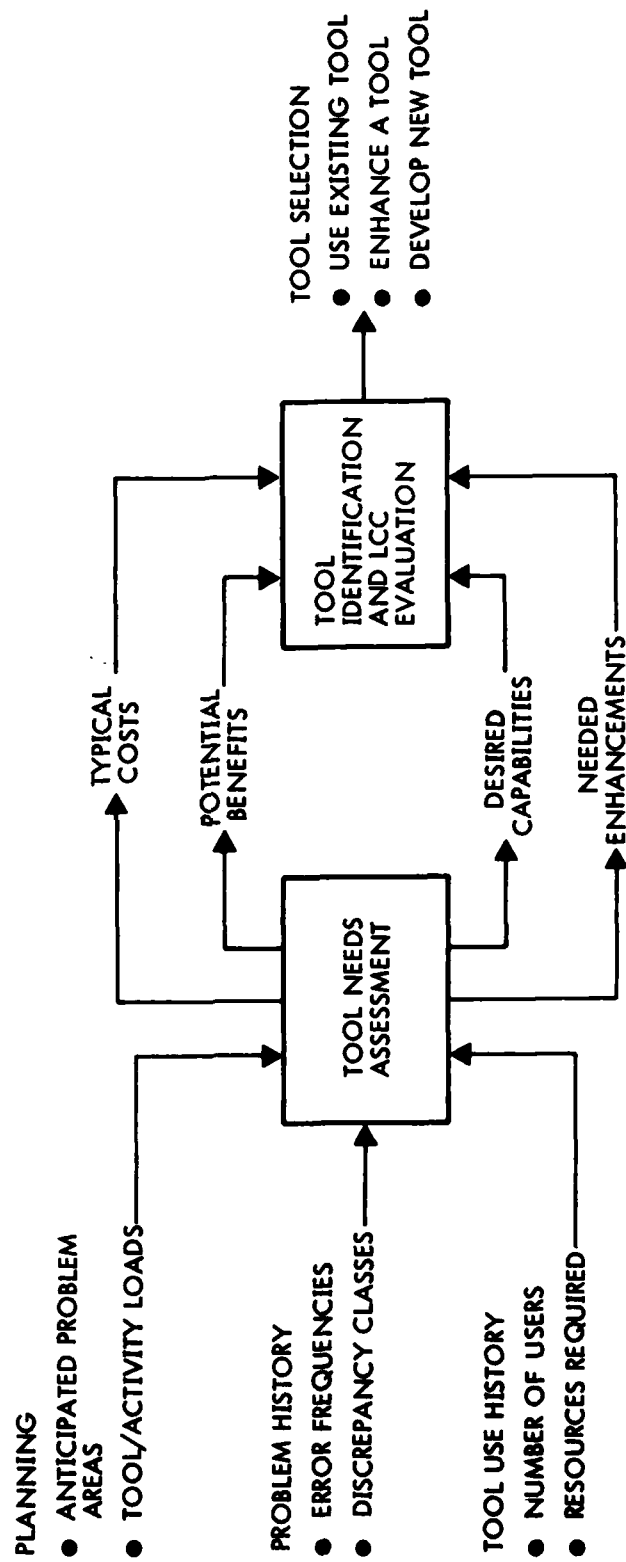 PLANNING
● ANTICIPATED PROBLEM
AREAS
● TOOL/ACTIVITY LOADS
PROBLEM HISTORY
● ERROR FREQUENCIES
● DISCREPANCY CLASSES
TOOL USE HISTORY
● NUMBER OF USERS
● RESOURCES REQUIRED
TOOL NEEDS
ASSESSMENT
TYPICAL
COSTS
POTENTIAL
BENEFITS
DESIRED
CAPABILITIES
NEEDED
ENHANCEMENTS
TOOL
IDENTIFICATION
AND LCC
EVALUATION
TOOL SELECTION
● USE EXISTING TOOL
● ENHANCE A TOOL
● DEVELOP NEW TOOL